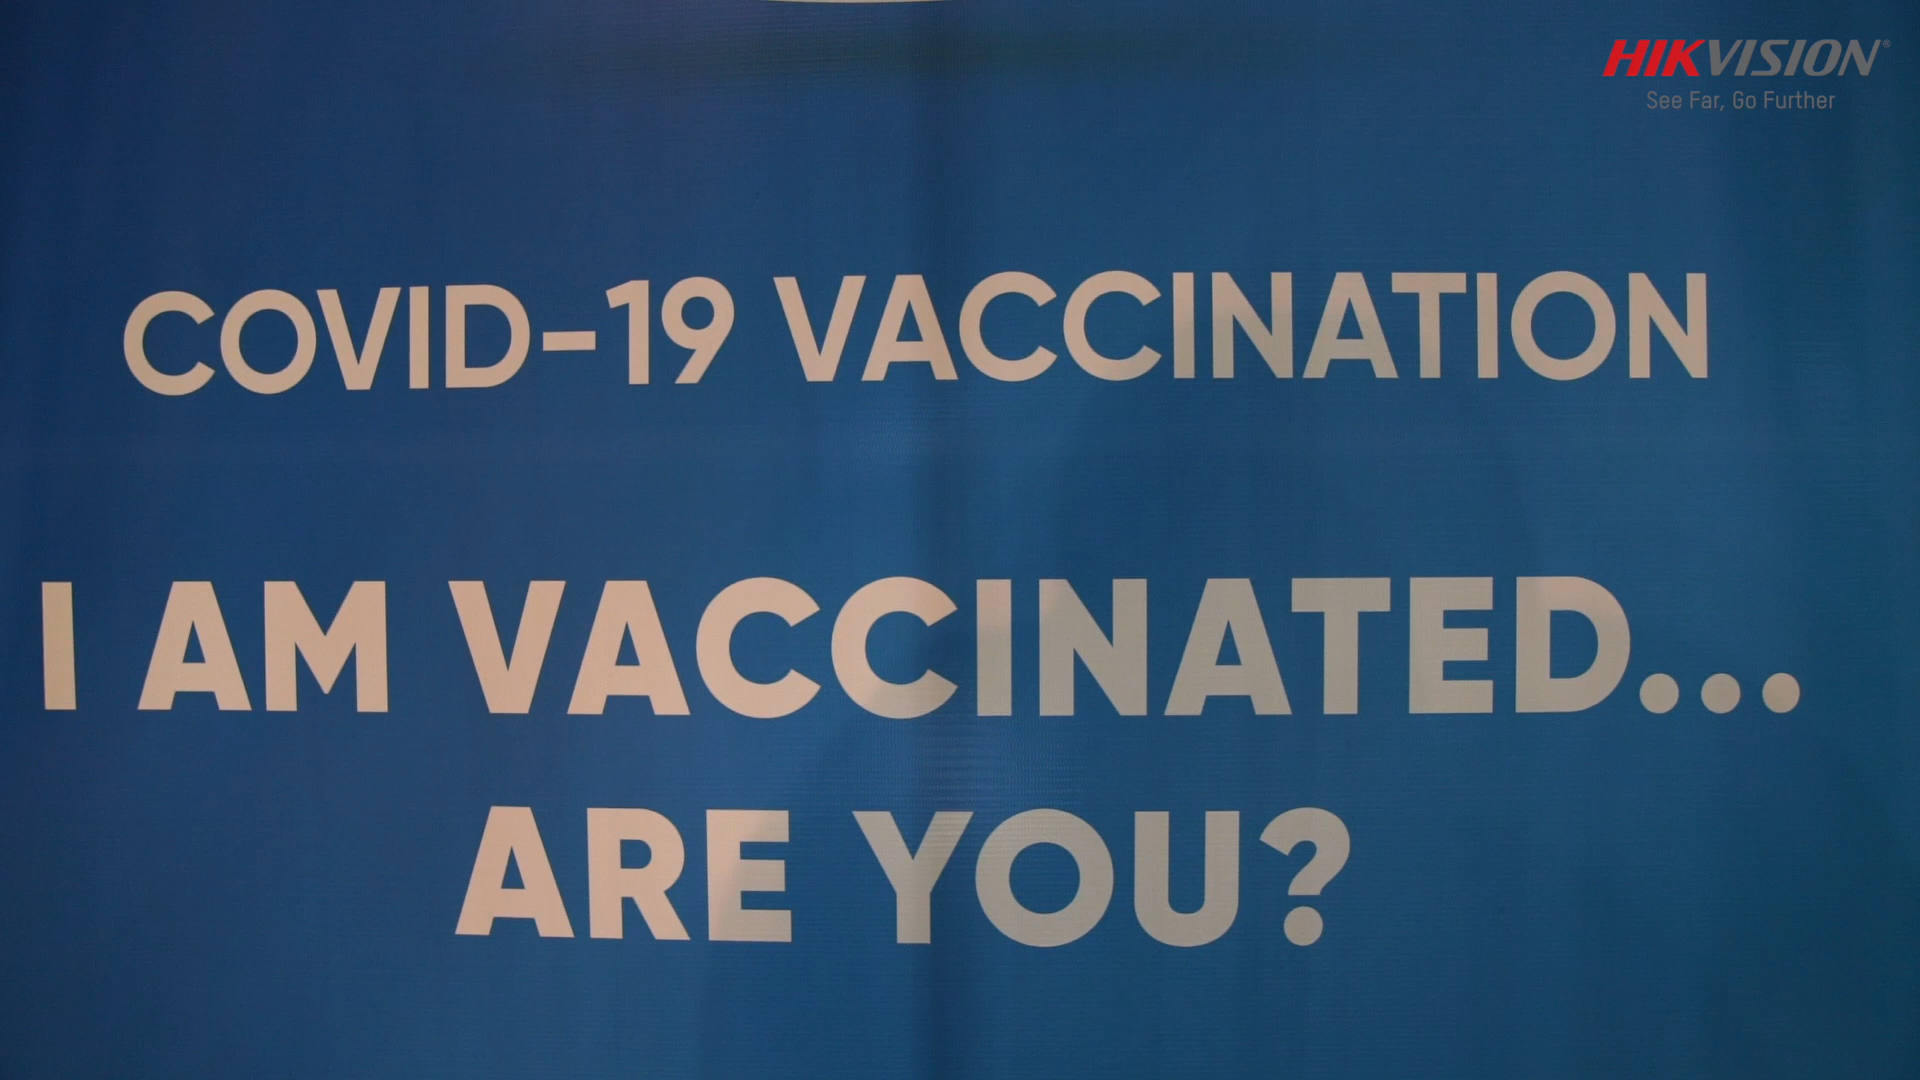 HIKVISION®
See Far, Go Further
COVID-19 VACCINATION
I AM VACCINATED...
ARE YOU?